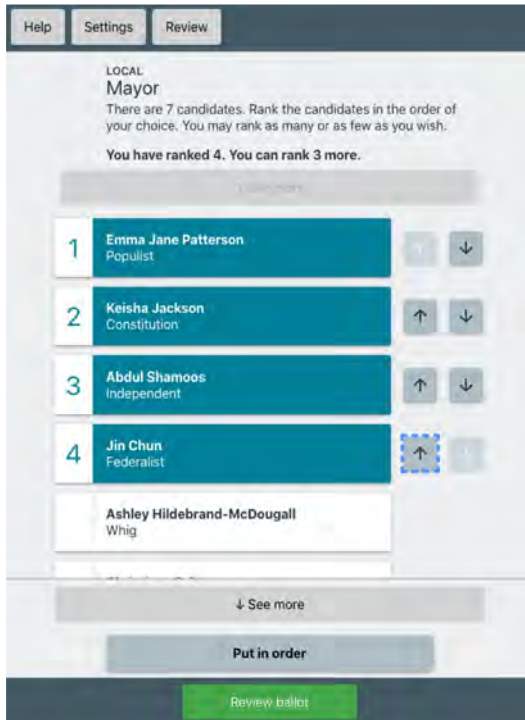 Help Settings Review
LOCAL
Mayor
There are 7 candidates. Rank the candidates in the order of
your choice. You may rank as many or as few as you wish.
You have ranked 4. You can rank 3 more.
1 Emma Jane Patterson
Populist
↓
2 Keisha Jackson
Constitution
↑ ↓
3 Abdul Shamoos
Independent
↑ ↓
4 Jin Chun
Federalist
↑
Ashley Hildebrand-McDougall
Whig
↓ See more
Put in order
Review ballot